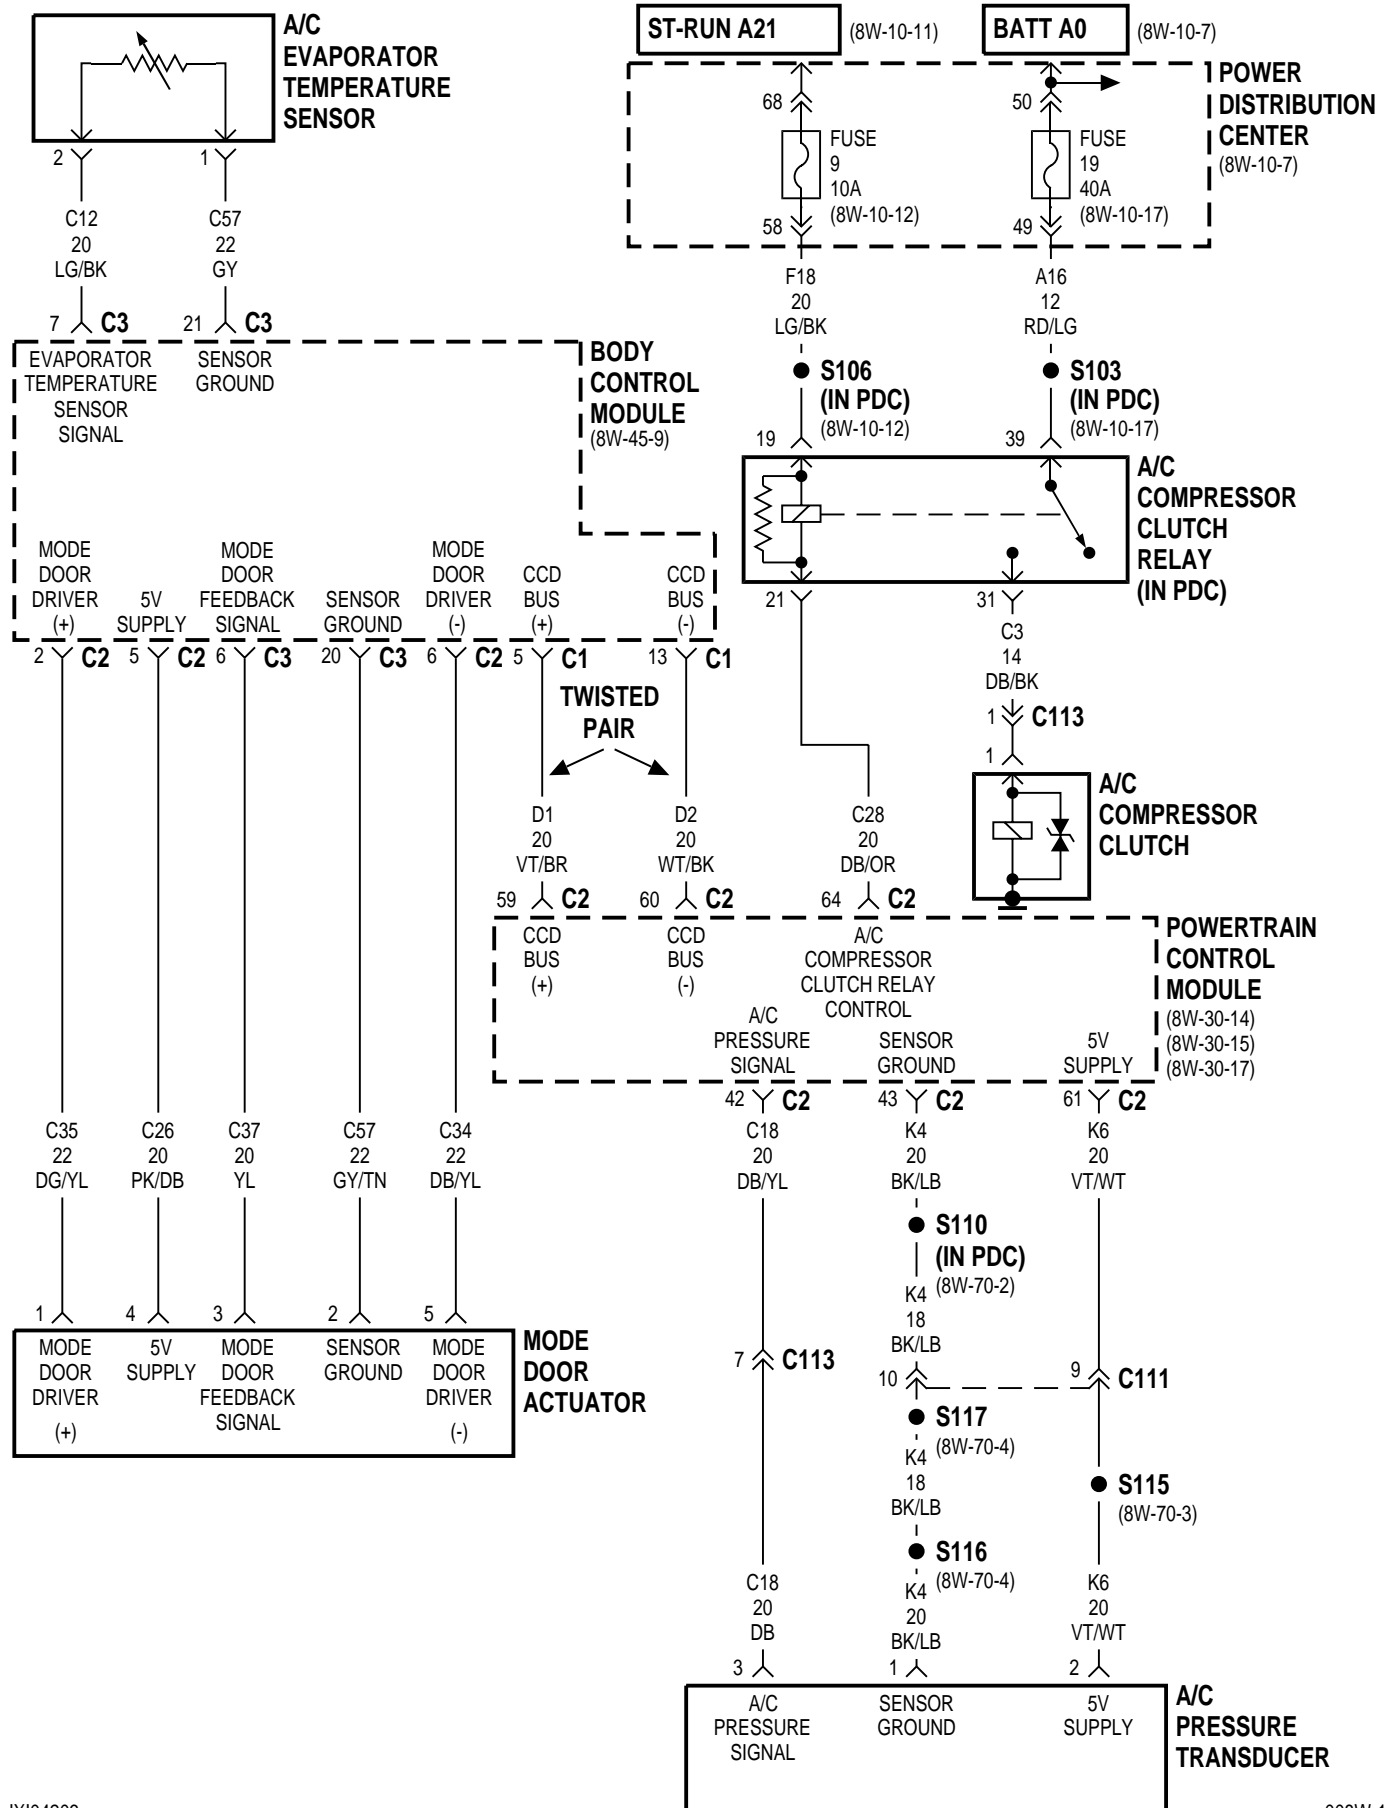 A/C
EVAPORATOR
TEMPERATURE
SENSOR
2
1
C12
20
LG/BK
C57
22
GY
7
C3
21
C3
ST-RUN A21
(8W-10-11)
BATT A0
(8W-10-7)
POWER
DISTRIBUTION
CENTER
(8W-10-7)
68
FUSE
9
10A
(8W-10-12)
58
50
FUSE
19
40A
(8W-10-17)
49
F18
20
LG/BK
A16
12
RD/LG
S106
(IN PDC)
(8W-10-12)
S103
(IN PDC)
(8W-10-17)
19
39
EVAPORATOR
TEMPERATURE
SENSOR
SIGNAL
SENSOR
GROUND
BODY
CONTROL
MODULE
(8W-45-9)
A/C
COMPRESSOR
CLUTCH
RELAY
(IN PDC)
MODE
DOOR
DRIVER
(+)
5V
SUPPLY
MODE
DOOR
FEEDBACK
SIGNAL
SENSOR
GROUND
MODE
DOOR
DRIVER
(-)
CCD
BUS
(+)
CCD
BUS
(-)
2
C2
5
C2
6
C3
20
C3
6
C2
5
C1
13
C1
21
31
C3
14
DB/BK
1
C113
1
TWISTED
PAIR
A/C
COMPRESSOR
CLUTCH
D1
20
VT/BR
D2
20
WT/BK
C28
20
DB/OR
59
C2
60
C2
64
C2
CCD
BUS
(+)
CCD
BUS
(-)
A/C
COMPRESSOR
CLUTCH RELAY
CONTROL
POWERTRAIN
CONTROL
MODULE
(8W-30-14)
(8W-30-15)
(8W-30-17)
A/C
PRESSURE
SIGNAL
SENSOR
GROUND
5V
SUPPLY
42
C2
43
C2
61
C2
C35
22
DG/YL
C26
20
PK/DB
C37
20
YL
C57
22
GY/TN
C34
22
DB/YL
C18
20
DB/YL
K4
20
BK/LB
K6
20
VT/WT
S110
(IN PDC)
(8W-70-2)
K4
18
BK/LB
1
4
3
2
5
MODE
DOOR
DRIVER
(+)
5V
SUPPLY
MODE
DOOR
FEEDBACK
SIGNAL
SENSOR
GROUND
MODE
DOOR
DRIVER
(-)
MODE
DOOR
ACTUATOR
7
C113
10
9
C111
S117
(8W-70-4)
K4
18
BK/LB
S115
(8W-70-3)
S116
(8W-70-4)
C18
20
DB
K4
20
BK/LB
K6
20
VT/WT
3
1
2
A/C
PRESSURE
SIGNAL
SENSOR
GROUND
5V
SUPPLY
A/C
PRESSURE
TRANSDUCER